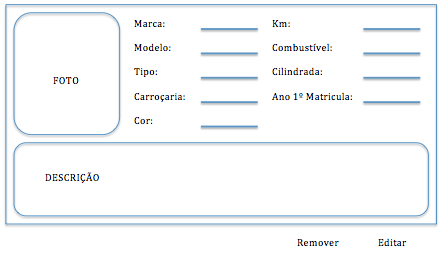 FOTO
Marca:
Km:
Modelo:
Combustível:
Tipo:
Cilindrada:
Carroçaria:
Ano 1º Matricula:
Cor:
DESCRIÇÃO
Remover
Editar